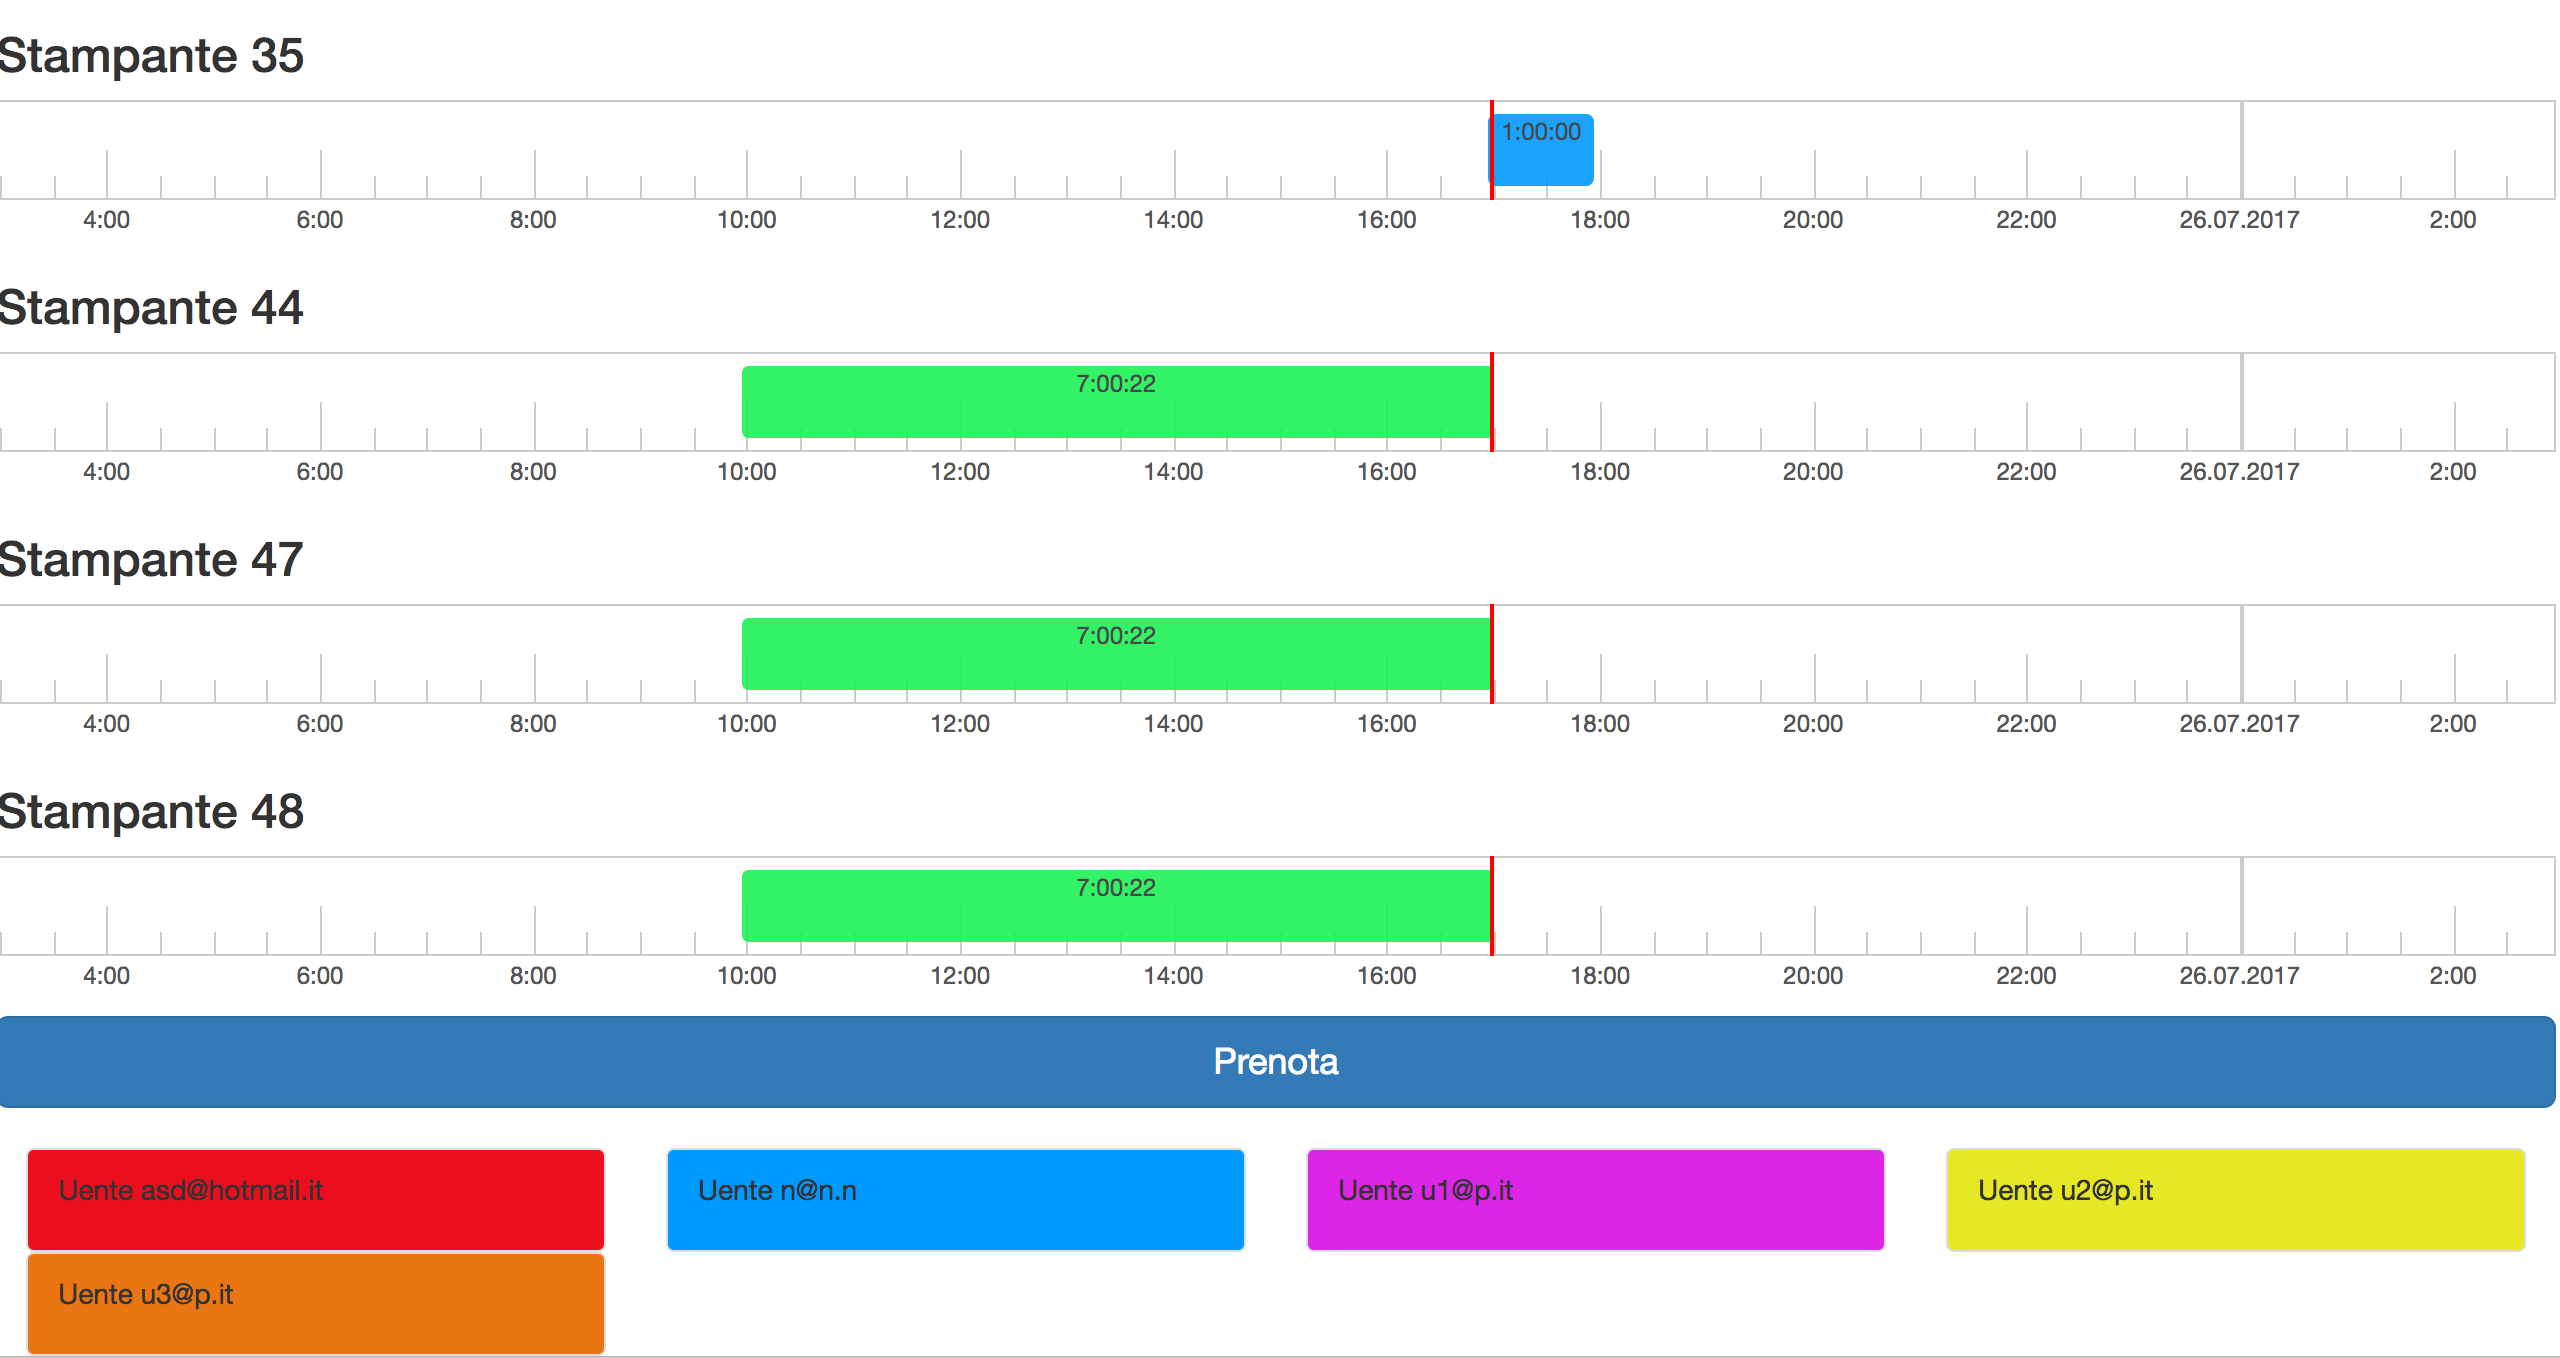 Stampante 35
1:00:00
4:00 6:00 8:00 10:00 12:00 14:00 16:00 18:00 20:00 22:00 26.07.2017 2:00
Stampante 44
7:00:22
4:00 6:00 8:00 10:00 12:00 14:00 16:00 18:00 20:00 22:00 26.07.2017 2:00
Stampante 47
7:00:22
4:00 6:00 8:00 10:00 12:00 14:00 16:00 18:00 20:00 22:00 26.07.2017 2:00
Stampante 48
7:00:22
4:00 6:00 8:00 10:00 12:00 14:00 16:00 18:00 20:00 22:00 26.07.2017 2:00
Prenota
Uente asd@hotmail.it Uente n@n.n Uente u1@p.it Uente u2@p.it
Uente u3@p.it